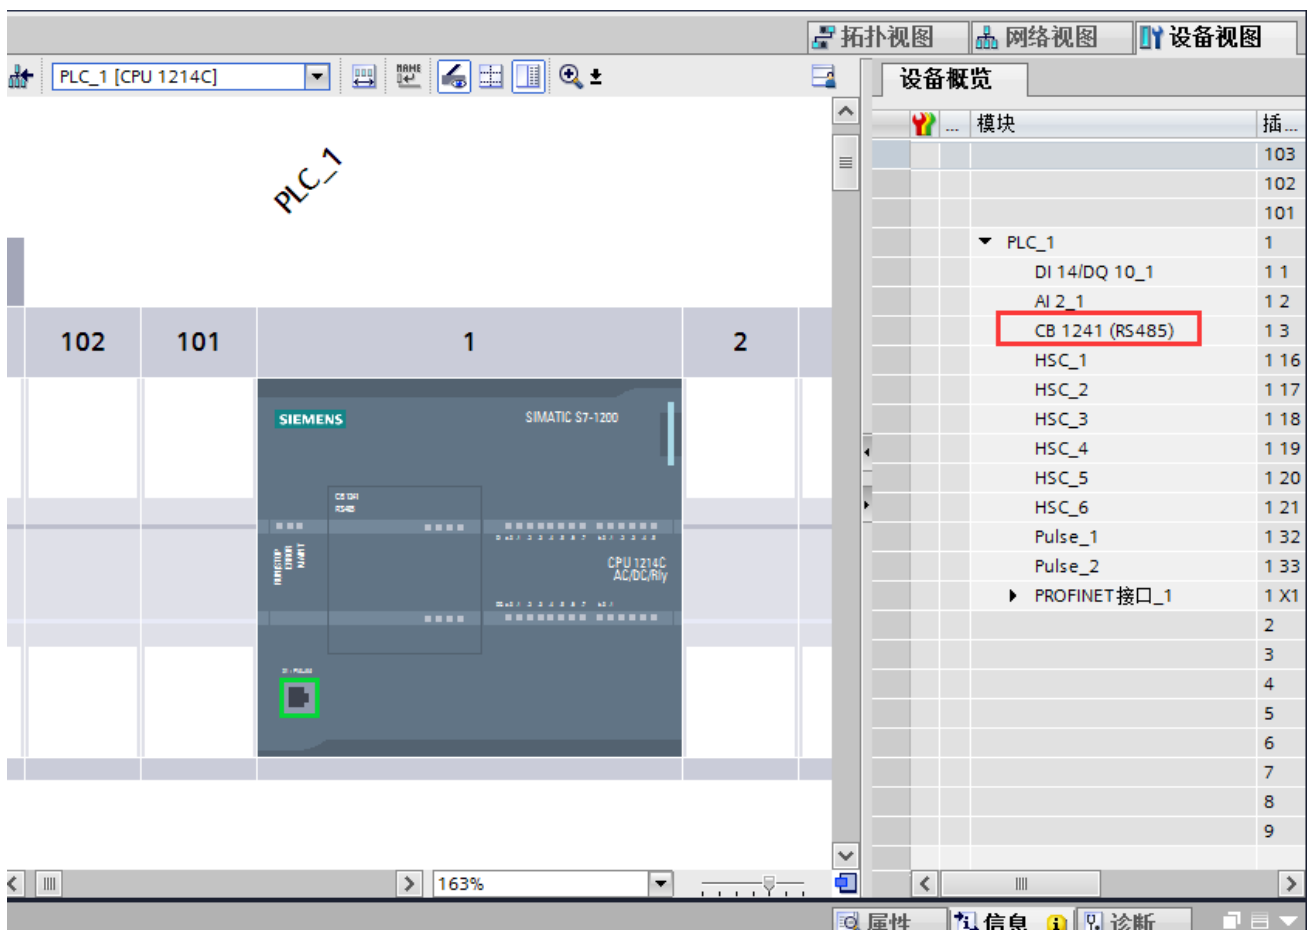 拓扑视图 网络视图 设备视图
PLC_1 [CPU 1214C]
NAME
设备概览
... 模块 插...
103
102
101
PLC_1 1
DI 14/DQ 10_1 1 1
AI 2_1 1 2
CB 1241 (RS485) 1 3
HSC_1 1 16
HSC_2 1 17
HSC_3 1 18
HSC_4 1 19
HSC_5 1 20
HSC_6 1 21
Pulse_1 1 32
Pulse_2 1 33
PROFINET接口_1 1 X1
2
3
4
5
6
7
8
9
PLC_1
102 101 1 2
SIEMENS
SIMATIC S7-1200
CB 1241
RS485
CPU 1214C
AC/DC/Rly
163%
属性 信息 诊断